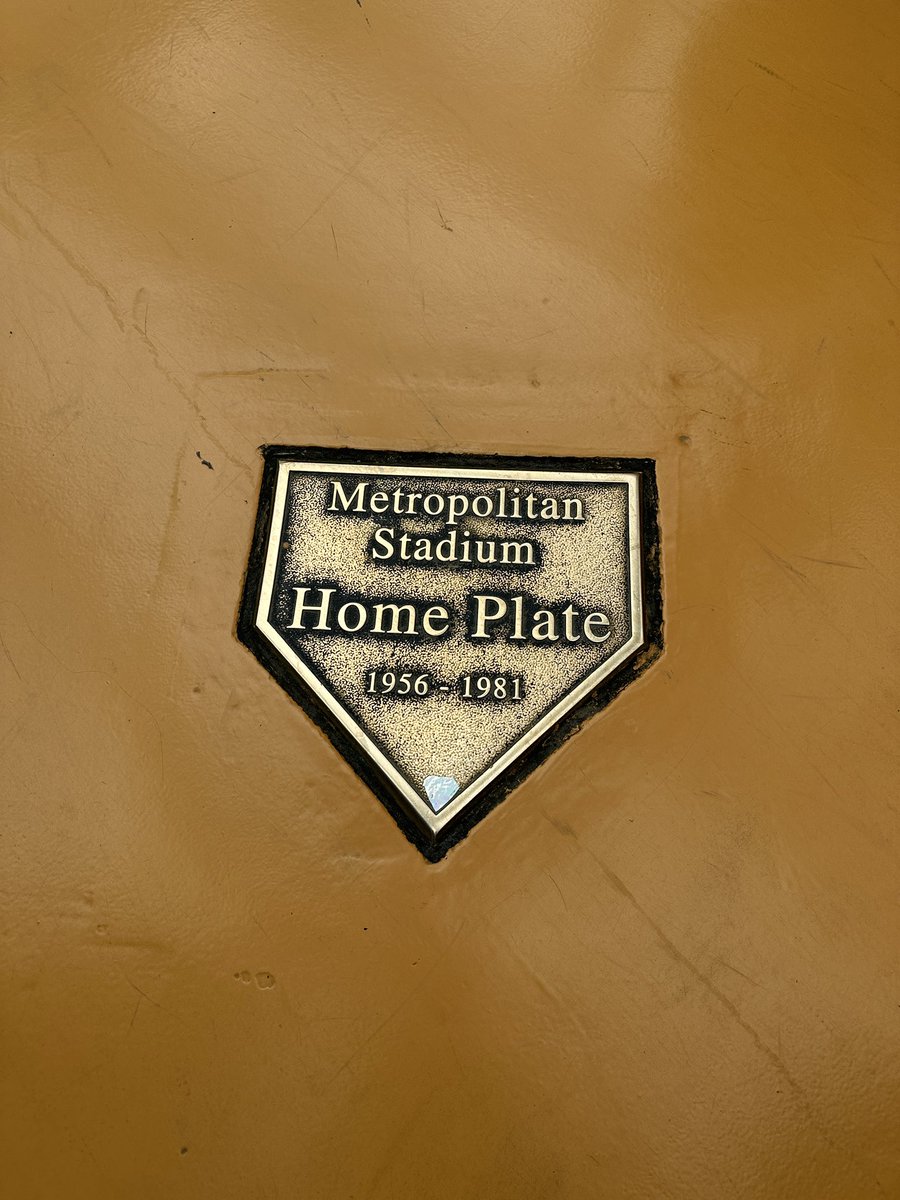 Metropolitan
Stadium
Home Plate
1956 - 1981